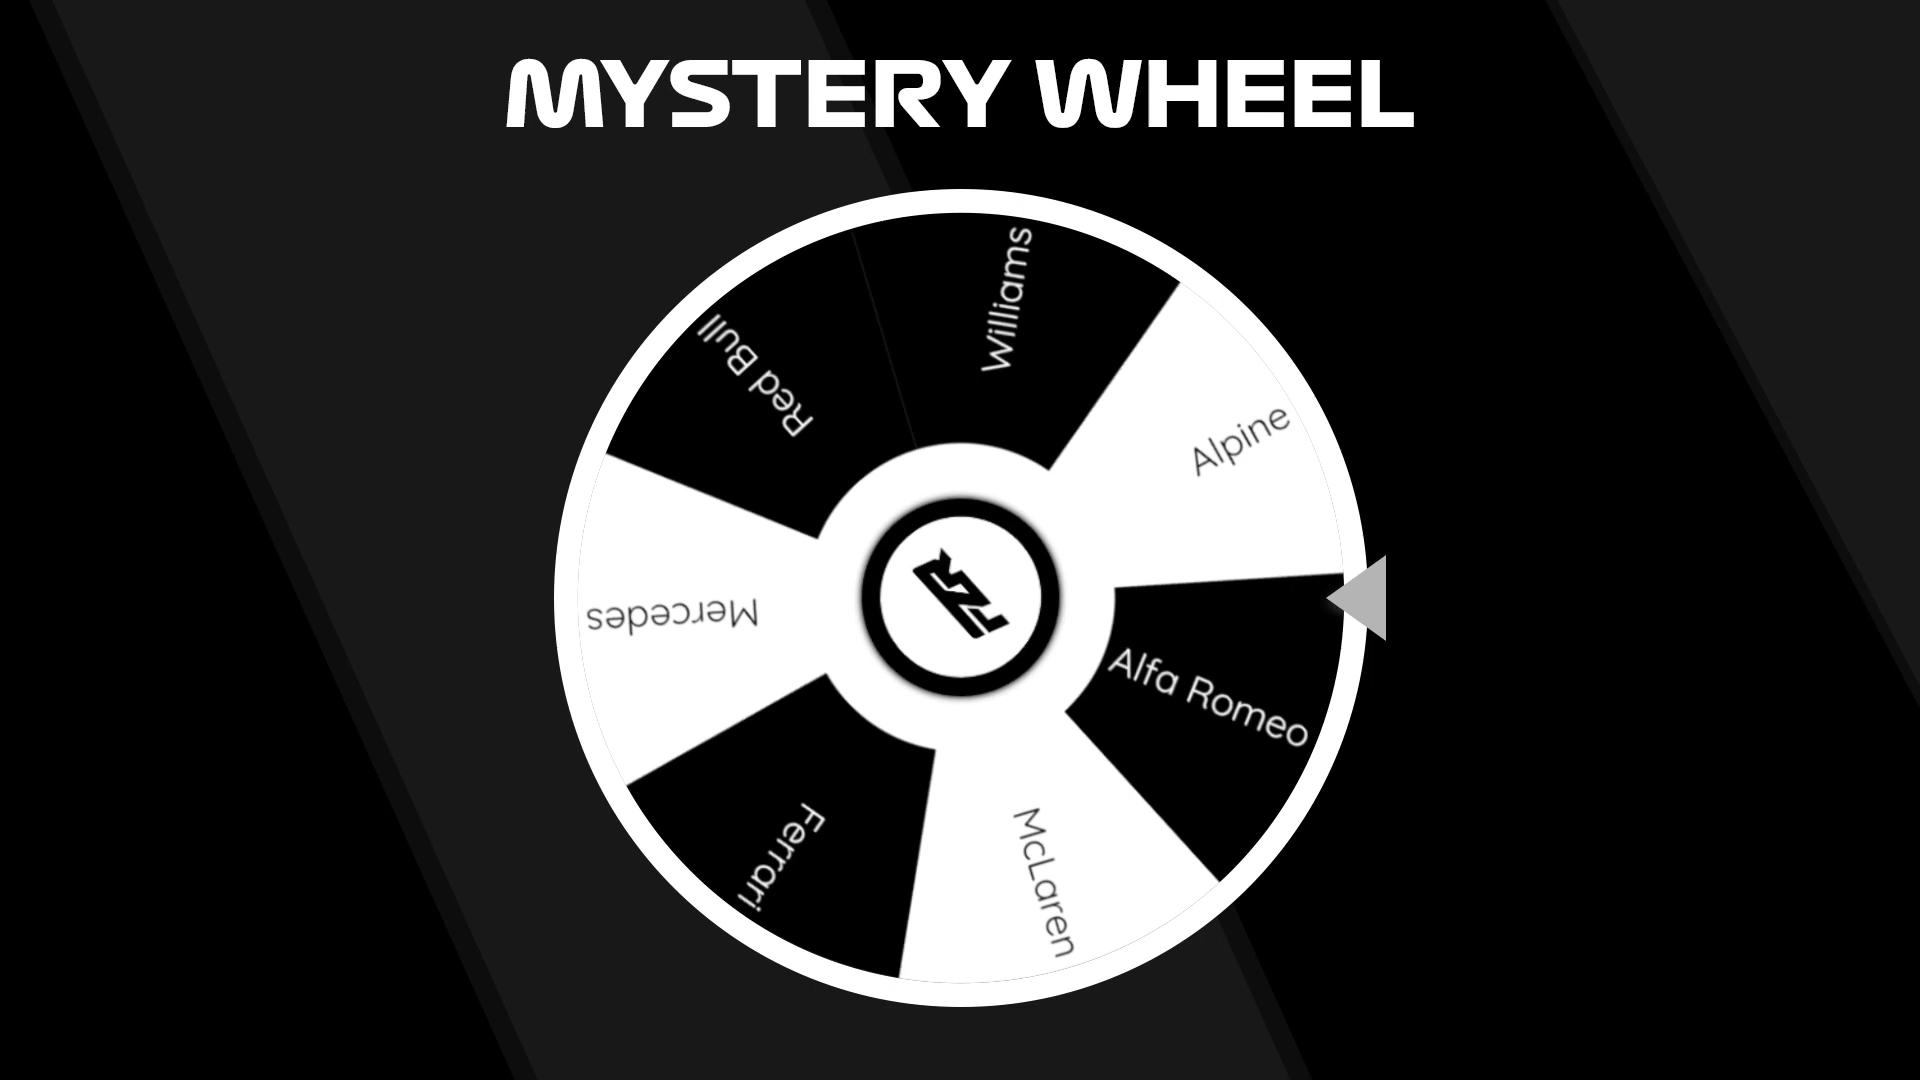 MYSTERY WHEEL
Williams
Alpine
Alfa Romeo
McLaren
Ferrari
Mercedes
Red Bull